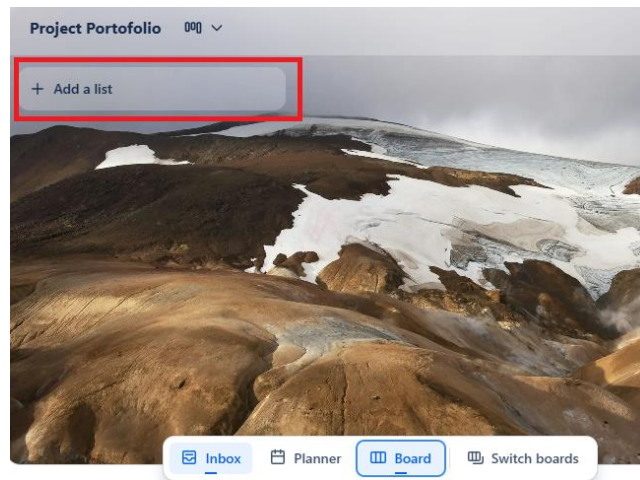 Project Portofolio
+ Add a list
Inbox Planner Board Switch boards